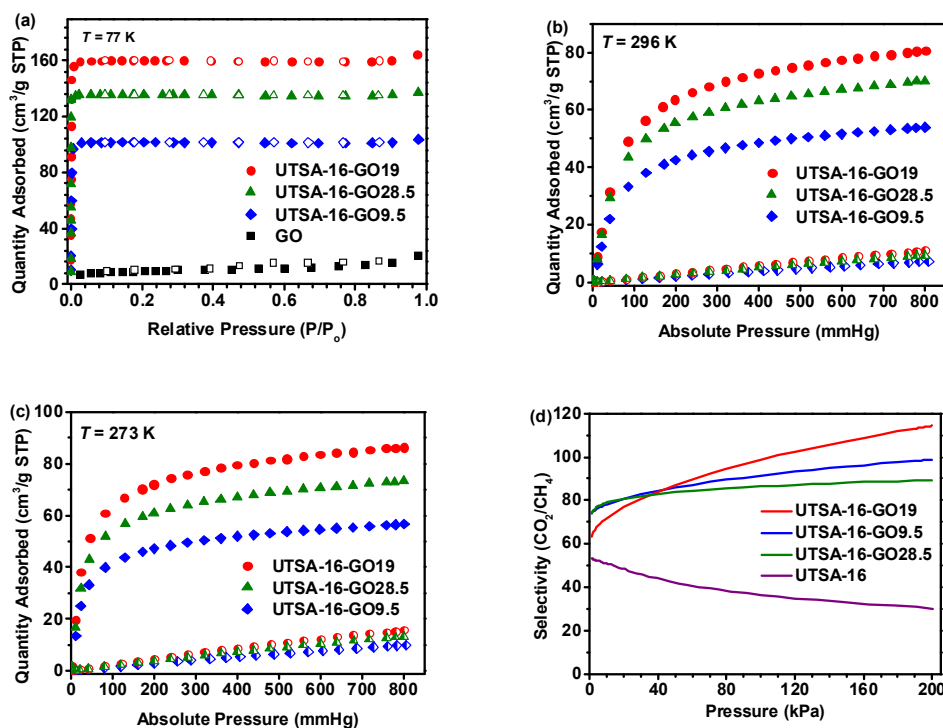 (a)
T = 77 K
Quantity Adsorbed (cm³/g STP)
160
120
80
40
0
UTSA-16-GO19
UTSA-16-GO28.5
UTSA-16-GO9.5
GO
0.0 0.2 0.4 0.6 0.8 1.0
Relative Pressure (P/Pₒ)
(b)
T = 296 K
Quantity Adsorbed (cm³/g STP)
80
60
40
20
0
UTSA-16-GO19
UTSA-16-GO28.5
UTSA-16-GO9.5
0 100 200 300 400 500 600 700 800
Absolute Pressure (mmHg)
(c)
T = 273 K
Quantity Adsorbed (cm³/g STP)
100
80
60
40
20
0
UTSA-16-GO19
UTSA-16-GO28.5
UTSA-16-GO9.5
0 100 200 300 400 500 600 700 800
Absolute Pressure (mmHg)
(d)
Selectivity (CO₂/CH₄)
120
100
80
60
40
20
0
UTSA-16-GO19
UTSA-16-GO9.5
UTSA-16-GO28.5
UTSA-16
0 40 80 120 160 200
Pressure (kPa)